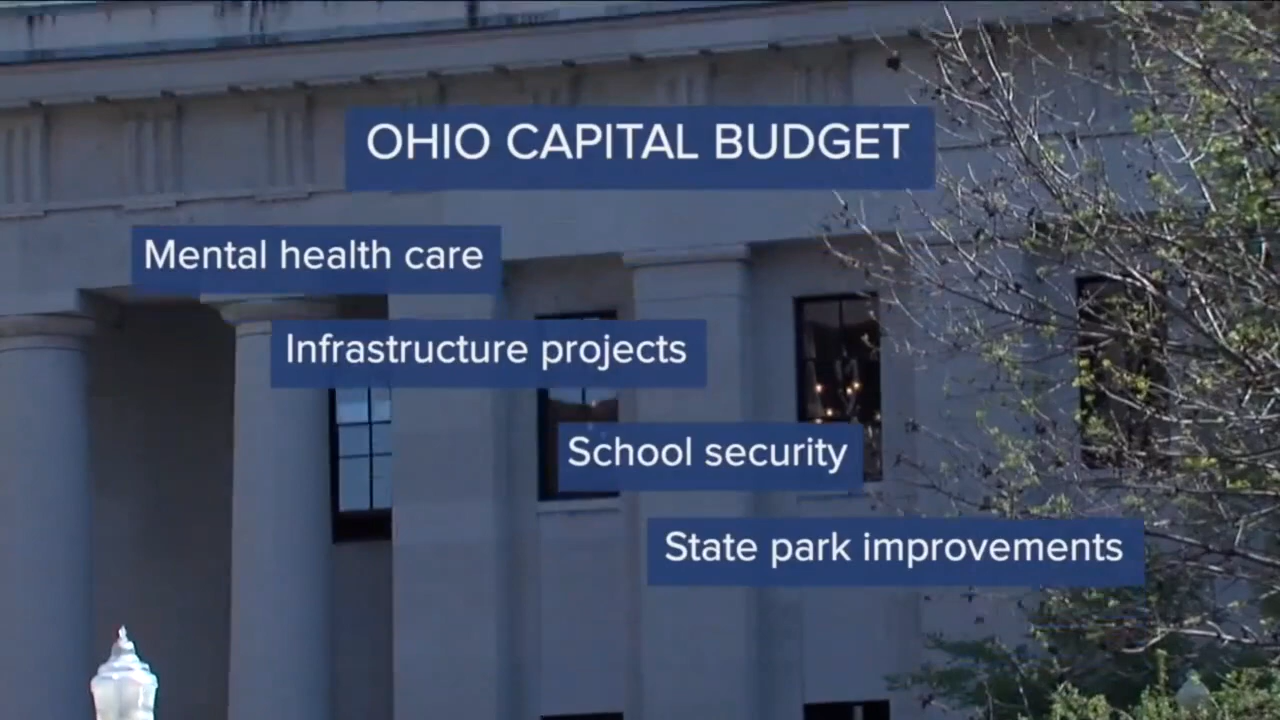 OHIO CAPITAL BUDGET
Mental health care
Infrastructure projects
School security
State park improvements